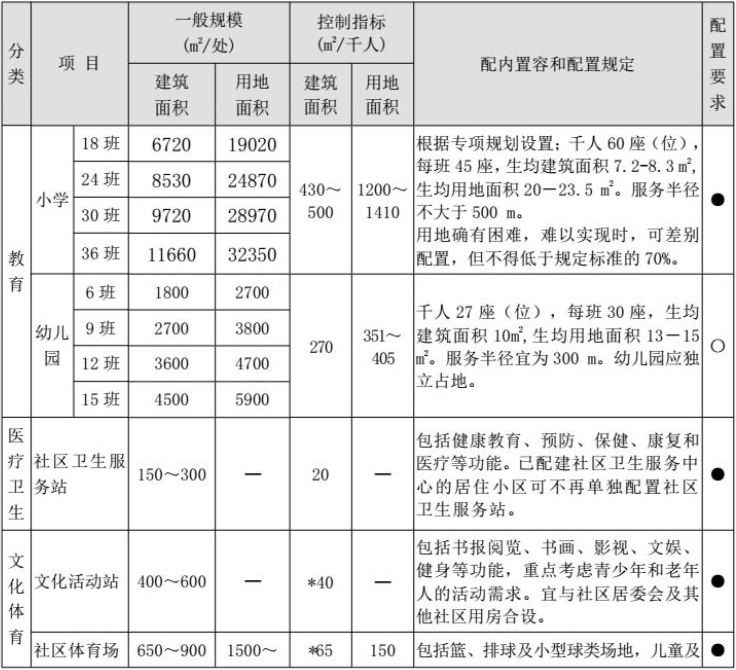 分类
项 目
一般规模
(m²/处)
控制指标
(m²/千人)
配内置容和配置规定
配置要求
建筑
面积
用地
面积
建筑
面积
用地
面积
教育
小学
18 班
6720
19020
24 班
8530
24870
30 班
9720
28970
36 班
11660
32350
430～
500
1200～
1410
根据专项规划设置；千人 60 座（位），
每班 45 座，生均建筑面积 7.2-8.3 ㎡,
生均用地面积 20－23.5 ㎡。服务半径
不大于 500 m。
用地确有困难，难以实现时，可差别
配置，但不得低于规定标准的 70%。
●
幼儿
园
6 班
1800
2700
9 班
2700
3800
12 班
3600
4700
15 班
4500
5900
270
351～
405
千人 27 座（位），每班 30 座，生均
建筑面积 10㎡,生均用地面积 13－15
㎡。服务半径宜为 300 m。幼儿园应独
立占地。
○
医疗卫生
社区卫生服
务站
150～300
—
20
—
包括健康教育、预防、保健、康复和
医疗等功能。已配建社区卫生服务中
心的居住小区可不再单独配置社区
卫生服务站。
●
文化体育
文化活动站
400～600
—
*40
—
包括书报阅览、书画、影视、文娱、
健身等功能，重点考虑青少年和老年
人的活动需求。宜与社区居委会及其
他社区用房合设。
●
社区体育场
650～900
1500～
*65
150
包括篮、排球及小型球类场地，儿童及
●